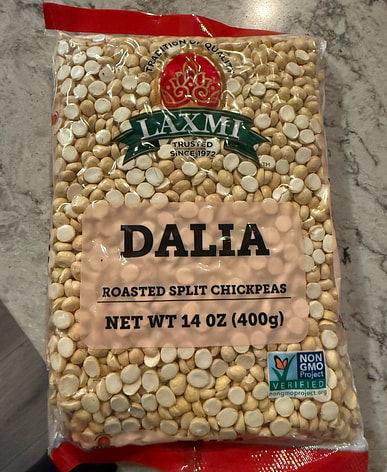 TRADITION OF QUALITY
LAXMI
TRUSTED
SINCE 1972
™
DALIA
ROASTED SPLIT CHICKPEAS
NET WT 14 OZ (400g)
NON
GMO
Project
VERIFIED
nongmoproject.org